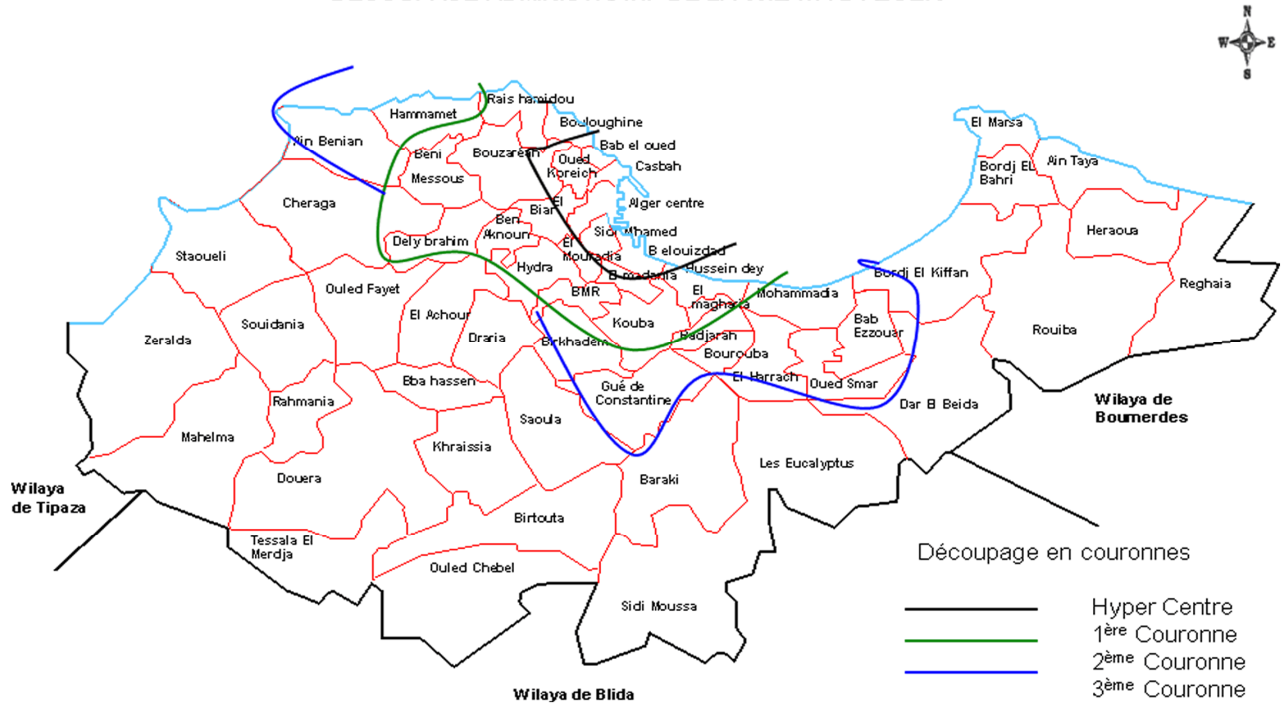 N
W E
S
Rais hamidou
Hammamet
Bouloughine
El Marsa
Ain Benian
Bab el oued
Beni
Messous
Bouzareah
Oued
Koreich
Casbah
Bordj EL
Bahri
Ain Taya
Cheraga
El
Biar
Alger centre
Ben
Aknoun
Sidi M'hamed
Heraoua
Dely brahim
El
Mouradia
Belouizdad
Staoueli
Hydra
El madania
Hussein dey
Bordj El Kiffan
Reghaia
Ouled Fayet
BMR
El
magharia
Mohammadia
Souidania
El Achour
Kouba
Bab
Ezzouar
Rouiba
Zeralda
Draria
Birkhadem
Badjarah
Bourouba
Bba hassen
Gué de
Constantine
El Harrach
Oued Smar
Rahmania
Dar El Beida
Wilaya de
Boumerdes
Saoula
Mahelma
Khraissia
Les Eucalyptus
Douera
Baraki
Wilaya
de Tipaza
Birtouta
Tessala El
Merdja
Ouled Chebel
Sidi Moussa
Wilaya de Blida
Découpage en couronnes
Hyper Centre
1ère Couronne
2ème Couronne
3ème Couronne